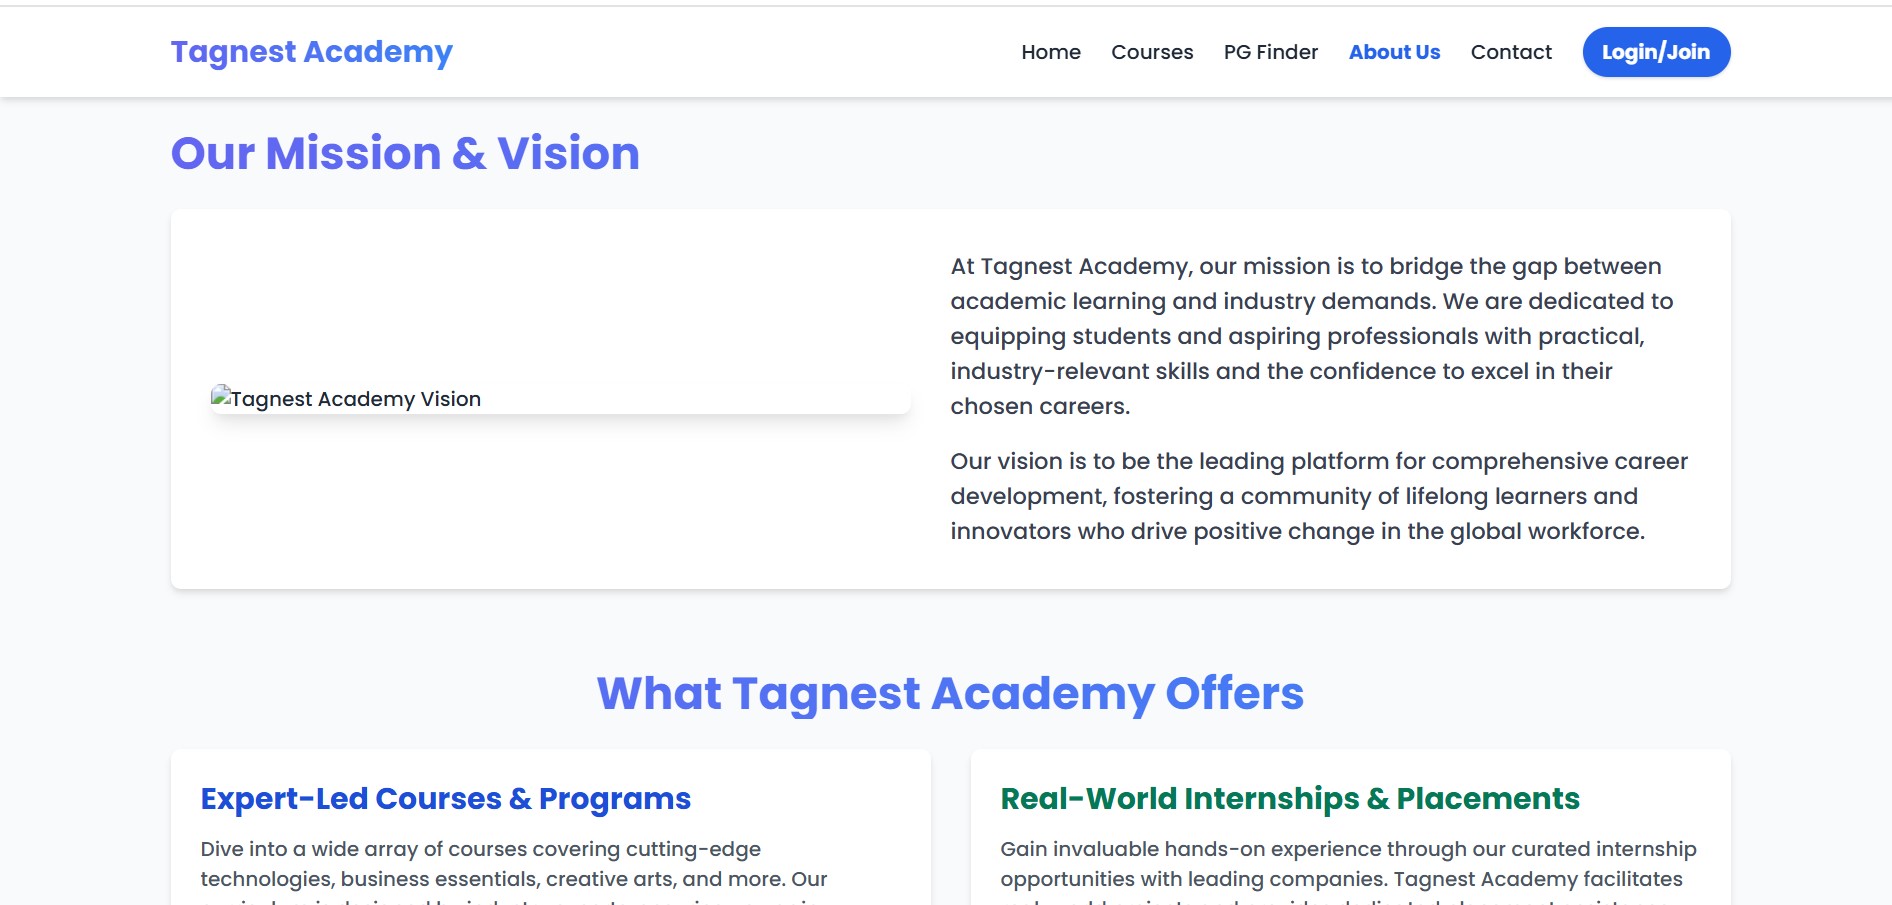 Tagnest Academy
Home Courses PG Finder About Us Contact Login/Join
Our Mission & Vision
Tagnest Academy Vision
At Tagnest Academy, our mission is to bridge the gap between
academic learning and industry demands. We are dedicated to
equipping students and aspiring professionals with practical,
industry-relevant skills and the confidence to excel in their
chosen careers.
Our vision is to be the leading platform for comprehensive career
development, fostering a community of lifelong learners and
innovators who drive positive change in the global workforce.
What Tagnest Academy Offers
Expert-Led Courses & Programs
Dive into a wide array of courses covering cutting-edge
technologies, business essentials, creative arts, and more. Our
Real-World Internships & Placements
Gain invaluable hands-on experience through our curated internship
opportunities with leading companies. Tagnest Academy facilitates